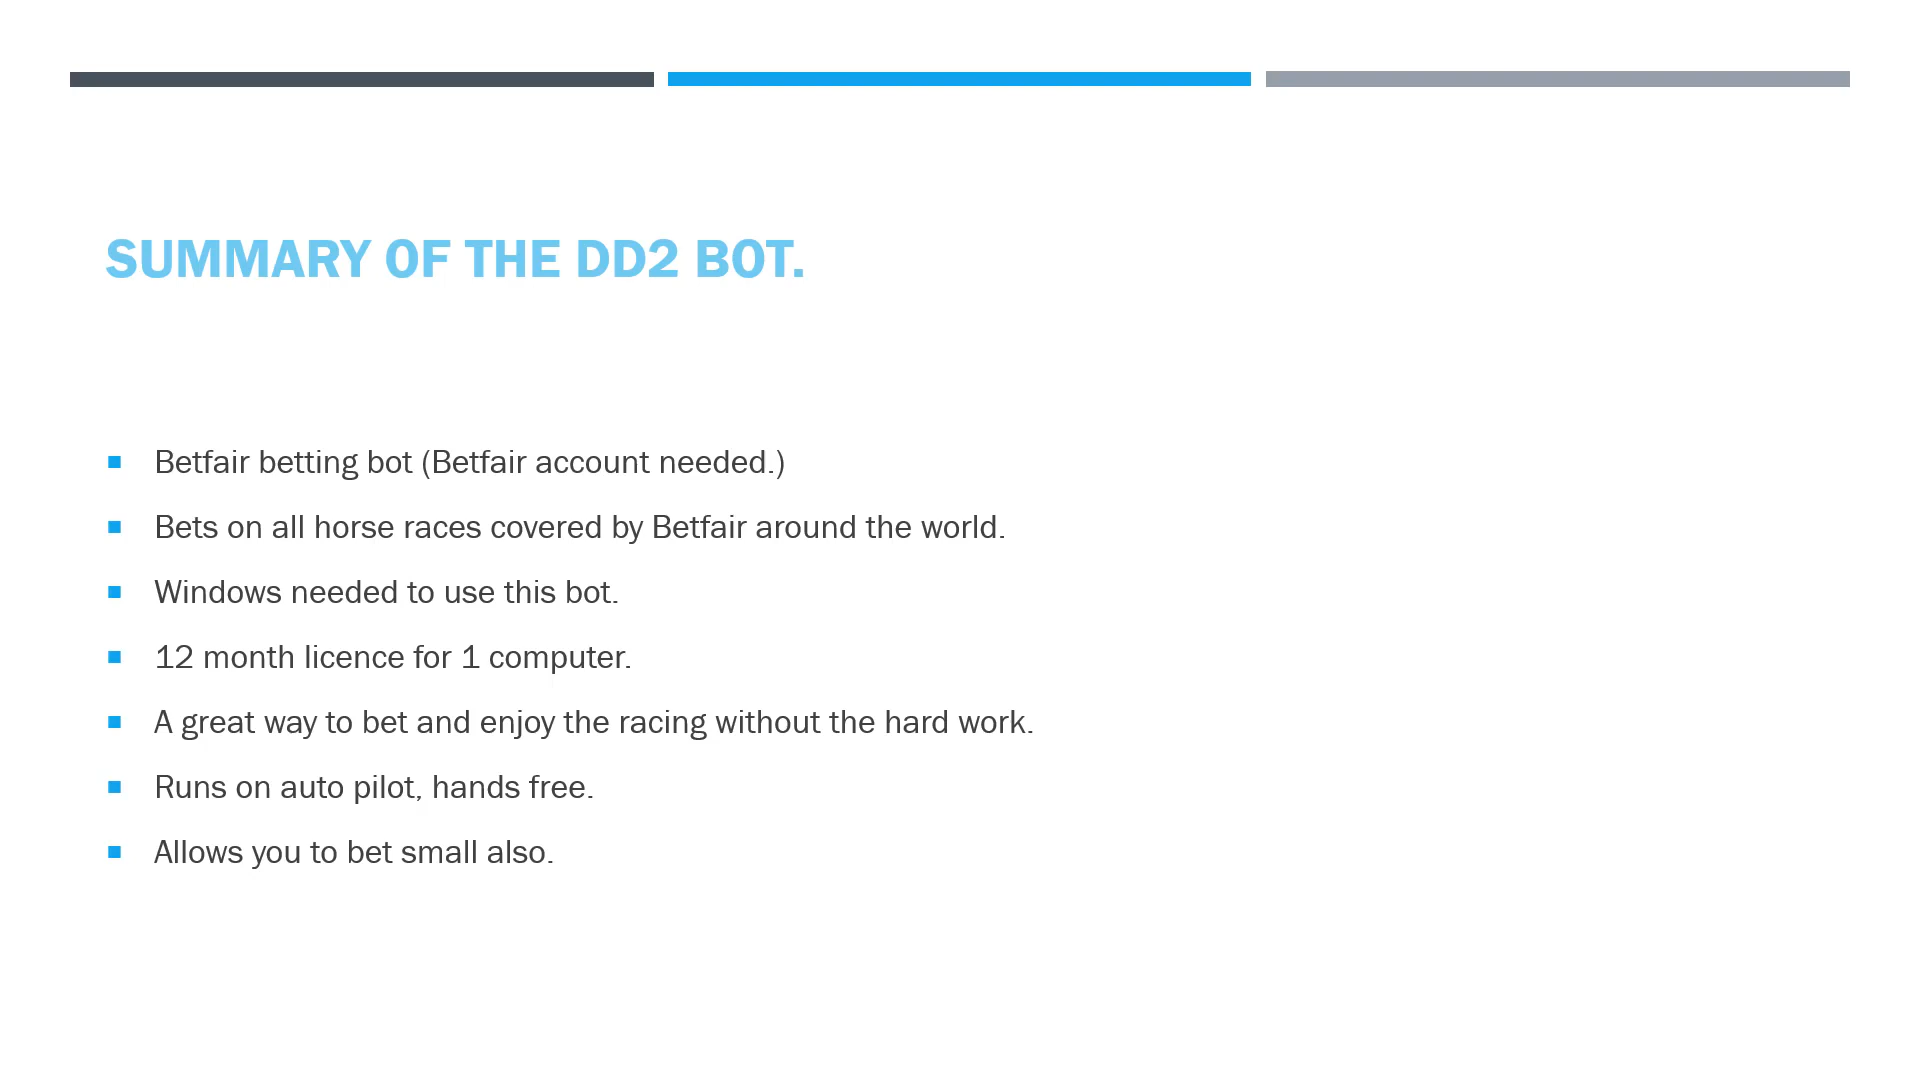 SUMMARY OF THE DD2 BOT.
Betfair betting bot (Betfair account needed.)
Bets on all horse races covered by Betfair around the world.
Windows needed to use this bot.
12 month licence for 1 computer.
A great way to bet and enjoy the racing without the hard work.
Runs on auto pilot, hands free.
Allows you to bet small also.